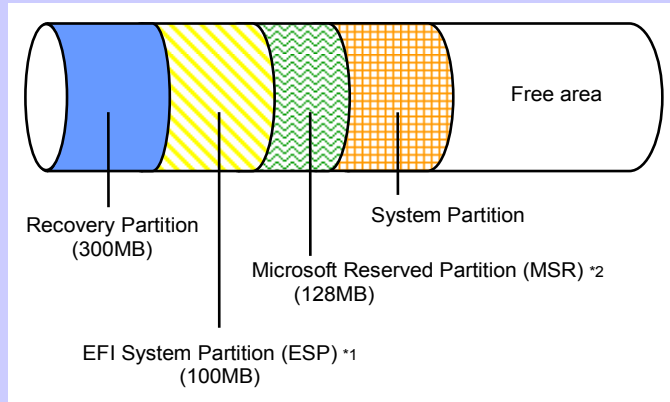 Free area
System Partition
Recovery Partition
(300MB)
Microsoft Reserved Partition (MSR) *2
(128MB)
EFI System Partition (ESP) *1
(100MB)